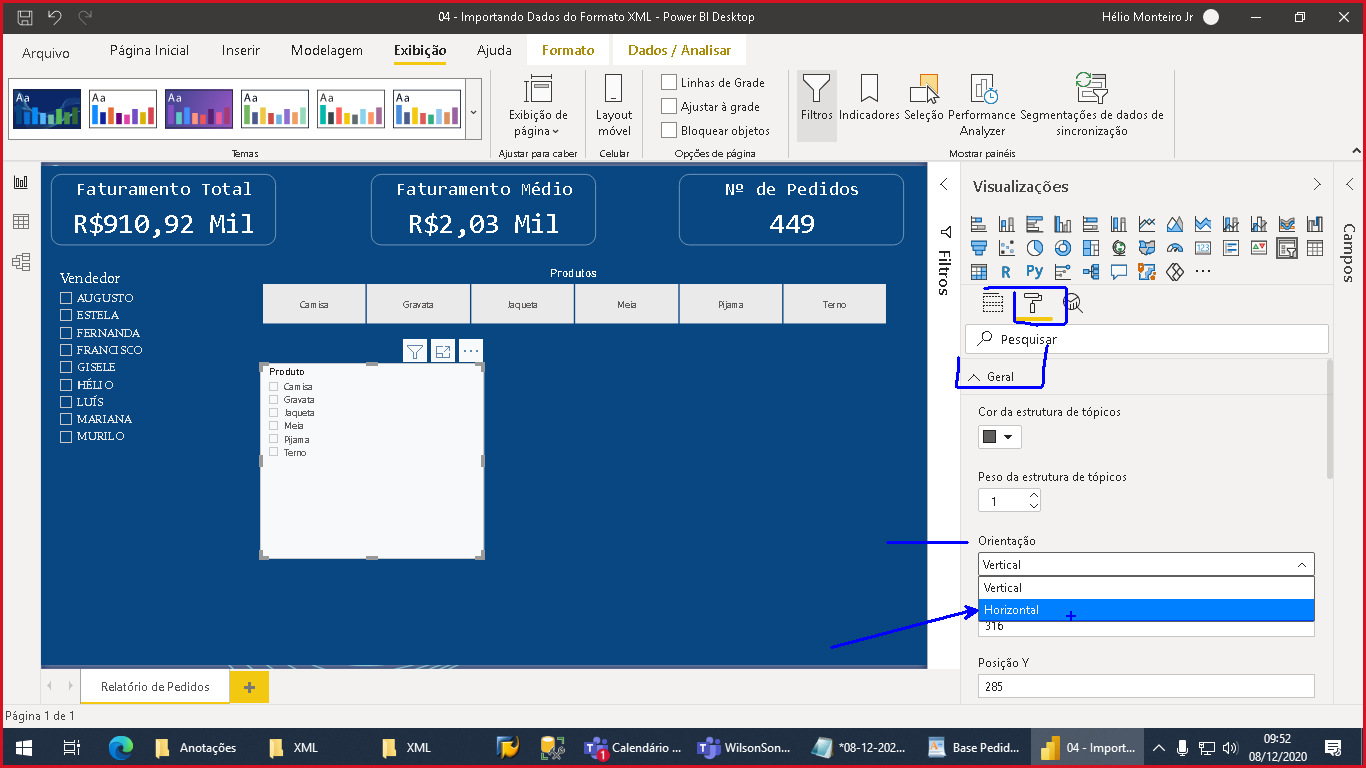 04 - Importando Dados do Formato XML - Power BI Desktop
Hélio Monteiro Jr
Arquivo
Página Inicial
Inserir
Modelagem
Exibição
Ajuda
Formato
Dados / Analisar
Aa
Aa
Aa
Aa
Aa
Aa
Temas
Exibição de página
Ajustar para caber
Layout móvel
Celular
Linhas de Grade
Ajustar à grade
Bloquear objetos
Opções de página
Filtros
Indicadores
Seleção
Performance Analyzer
Segmentações de dados de sincronização
Mostrar painéis
Faturamento Total
R$910,92 Mil
Faturamento Médio
R$2,03 Mil
Nº de Pedidos
449
Vendedor
AUGUSTO
ESTELA
FERNANDA
FRANCISCO
GISELE
HÉLIO
LUÍS
MARIANA
MURILO
Produtos
Camisa
Gravata
Jaqueta
Meia
Pijama
Terno
Produto
Camisa
Gravata
Jaqueta
Meia
Pijama
Terno
Filtros
Visualizações
123
R
Py
Pesquisar
Geral
Cor da estrutura de tópicos
Peso da estrutura de tópicos
1
Orientação
Vertical
Vertical
Horizontal
316
Posição Y
285
Campos
Relatório de Pedidos
Página 1 de 1
Anotações
XML
XML
1
Calendário ...
WilsonSon...
*08-12-202...
Base Pedid...
04 - Import...
09:52
08/12/2020